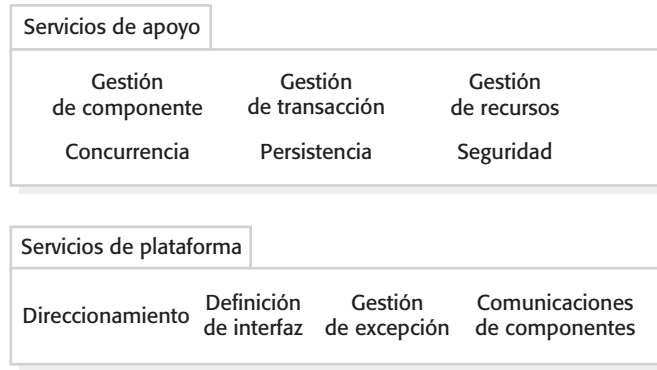 Servicios de apoyo
Gestión Gestión Gestión
de componente de transacción de recursos
Concurrencia Persistencia Seguridad
Servicios de plataforma
Direccionamiento
Definición Gestión Comunicaciones
de interfaz de excepción de componentes